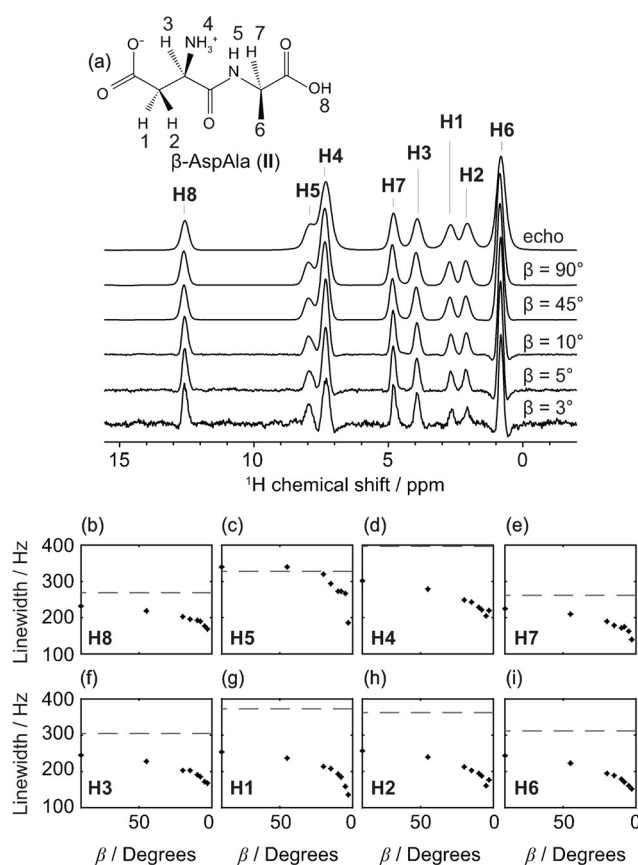 (a)
3 4 5 7
O⁻ H NH₃⁺ H H O
N
O OH
O 8
H H
1 2 6
β-AspAla (II)
H8 H5 H4 H7 H3 H1 H2 H6
echo
β = 90°
β = 45°
β = 10°
β = 5°
β = 3°
15 10 5 0
¹H chemical shift / ppm
(b) (c) (d) (e)
Linewidth / Hz
400
300
200
100
H8 H5 H4 H7
(f) (g) (h) (i)
Linewidth / Hz
400
300
200
100
H3 H1 H2 H6
50 0 50 0 50 0 50 0
β / Degrees β / Degrees β / Degrees β / Degrees